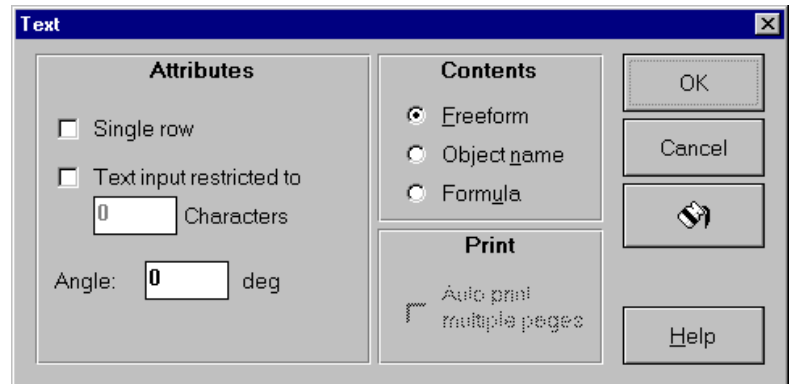 Text
Attributes
Single row
Text input restricted to
0 Characters
Angle: 0 deg
Contents
Freeform
Object name
Formula
Print
Auto print
multiple pages
OK
Cancel
Help